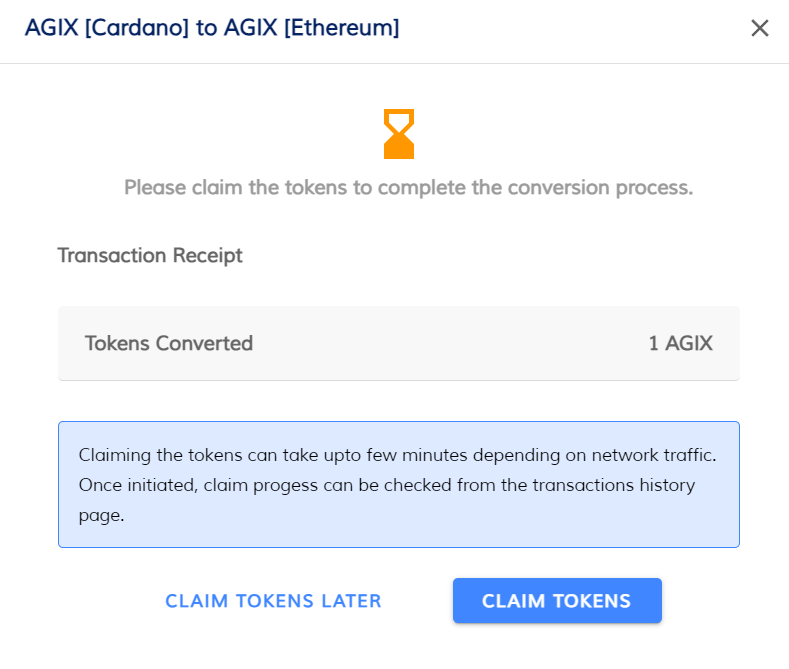 AGIX [Cardano] to AGIX [Ethereum]
Please claim the tokens to complete the conversion process.
Transaction Receipt
Tokens Converted 1 AGIX
Claiming the tokens can take upto few minutes depending on network traffic.
Once initiated, claim progess can be checked from the transactions history
page.
CLAIM TOKENS LATER CLAIM TOKENS